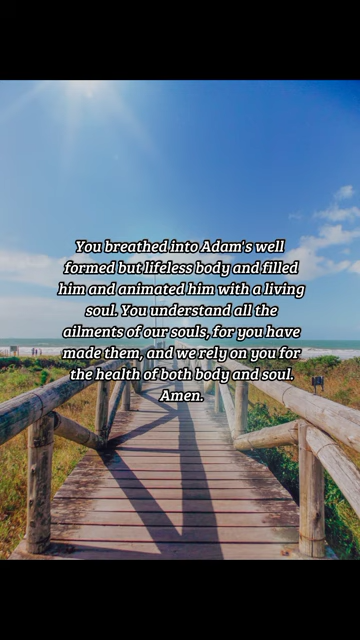 You breathed into Adam's well
formed but lifeless body and filled
him and animated him with a living
soul. You understand all the
ailments of our souls, for you have
made them, and we rely on you for
the health of both body and soul.
Amen.